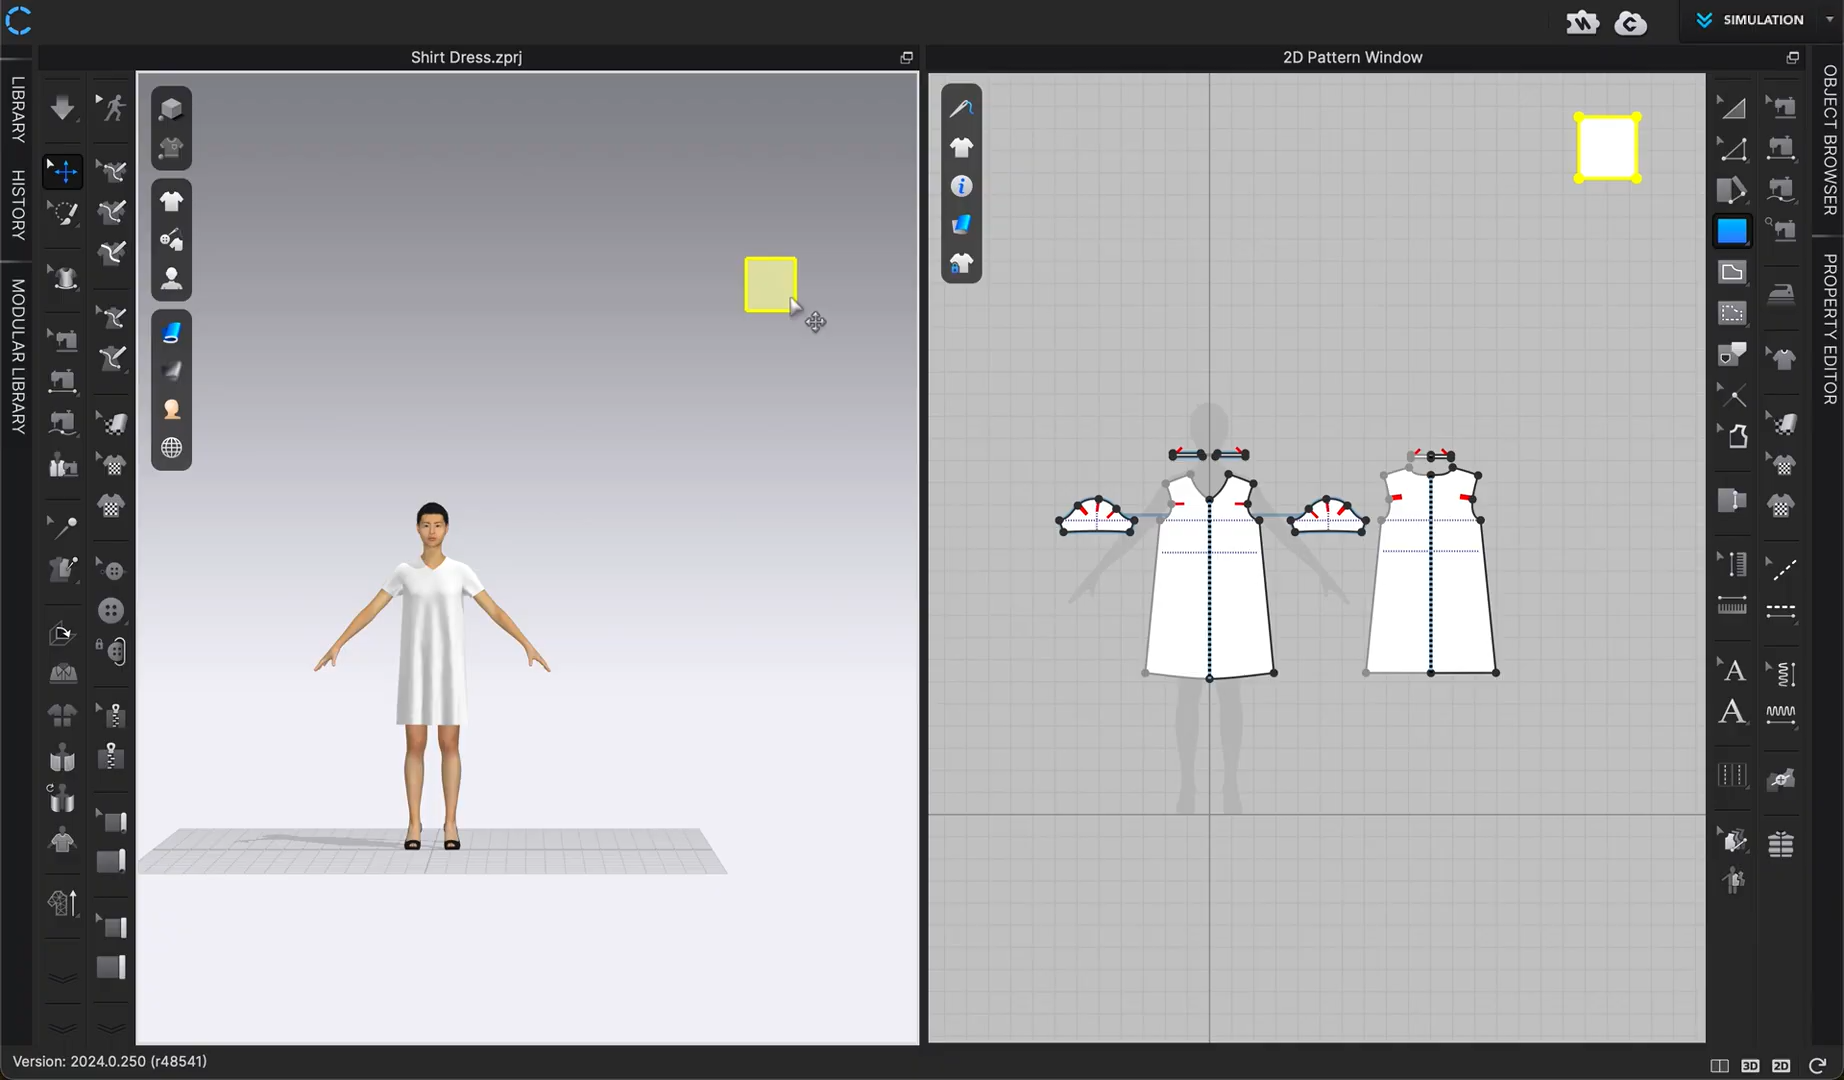 SIMULATION
Shirt Dress.zprj
2D Pattern Window
LIBRARY
HISTORY
MODULAR LIBRARY
OBJECT BROWSER
PROPERTY EDITOR
A
A
Version: 2024.0.250 (r48541)
3D
2D